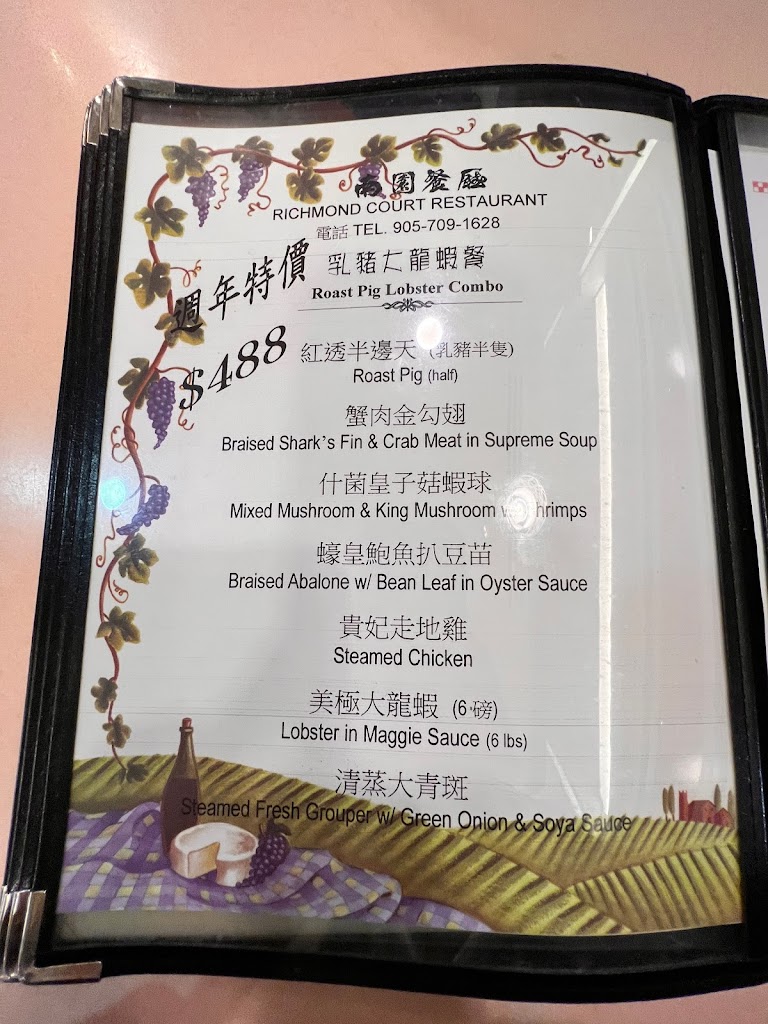 南園餐廳
RICHMOND COURT RESTAURANT
電話 TEL. 905-709-1628
週年特價
乳豬大龍蝦餐
Roast Pig Lobster Combo
$488
紅透半邊天 (乳豬半隻)
Roast Pig (half)
蟹肉金勾翅
Braised Shark's Fin & Crab Meat in Supreme Soup
什菌皇子菇蝦球
Mixed Mushroom & King Mushroom hrimps
蠔皇鮑魚扒豆苗
Braised Abalone w/ Bean Leaf in Oyster Sauce
貴妃走地雞
Steamed Chicken
美極大龍蝦 (6 磅)
Lobster in Maggie Sauce (6 lbs)
清蒸大青斑
Steamed Fresh Grouper w/ Green Onion & Soya Sauce